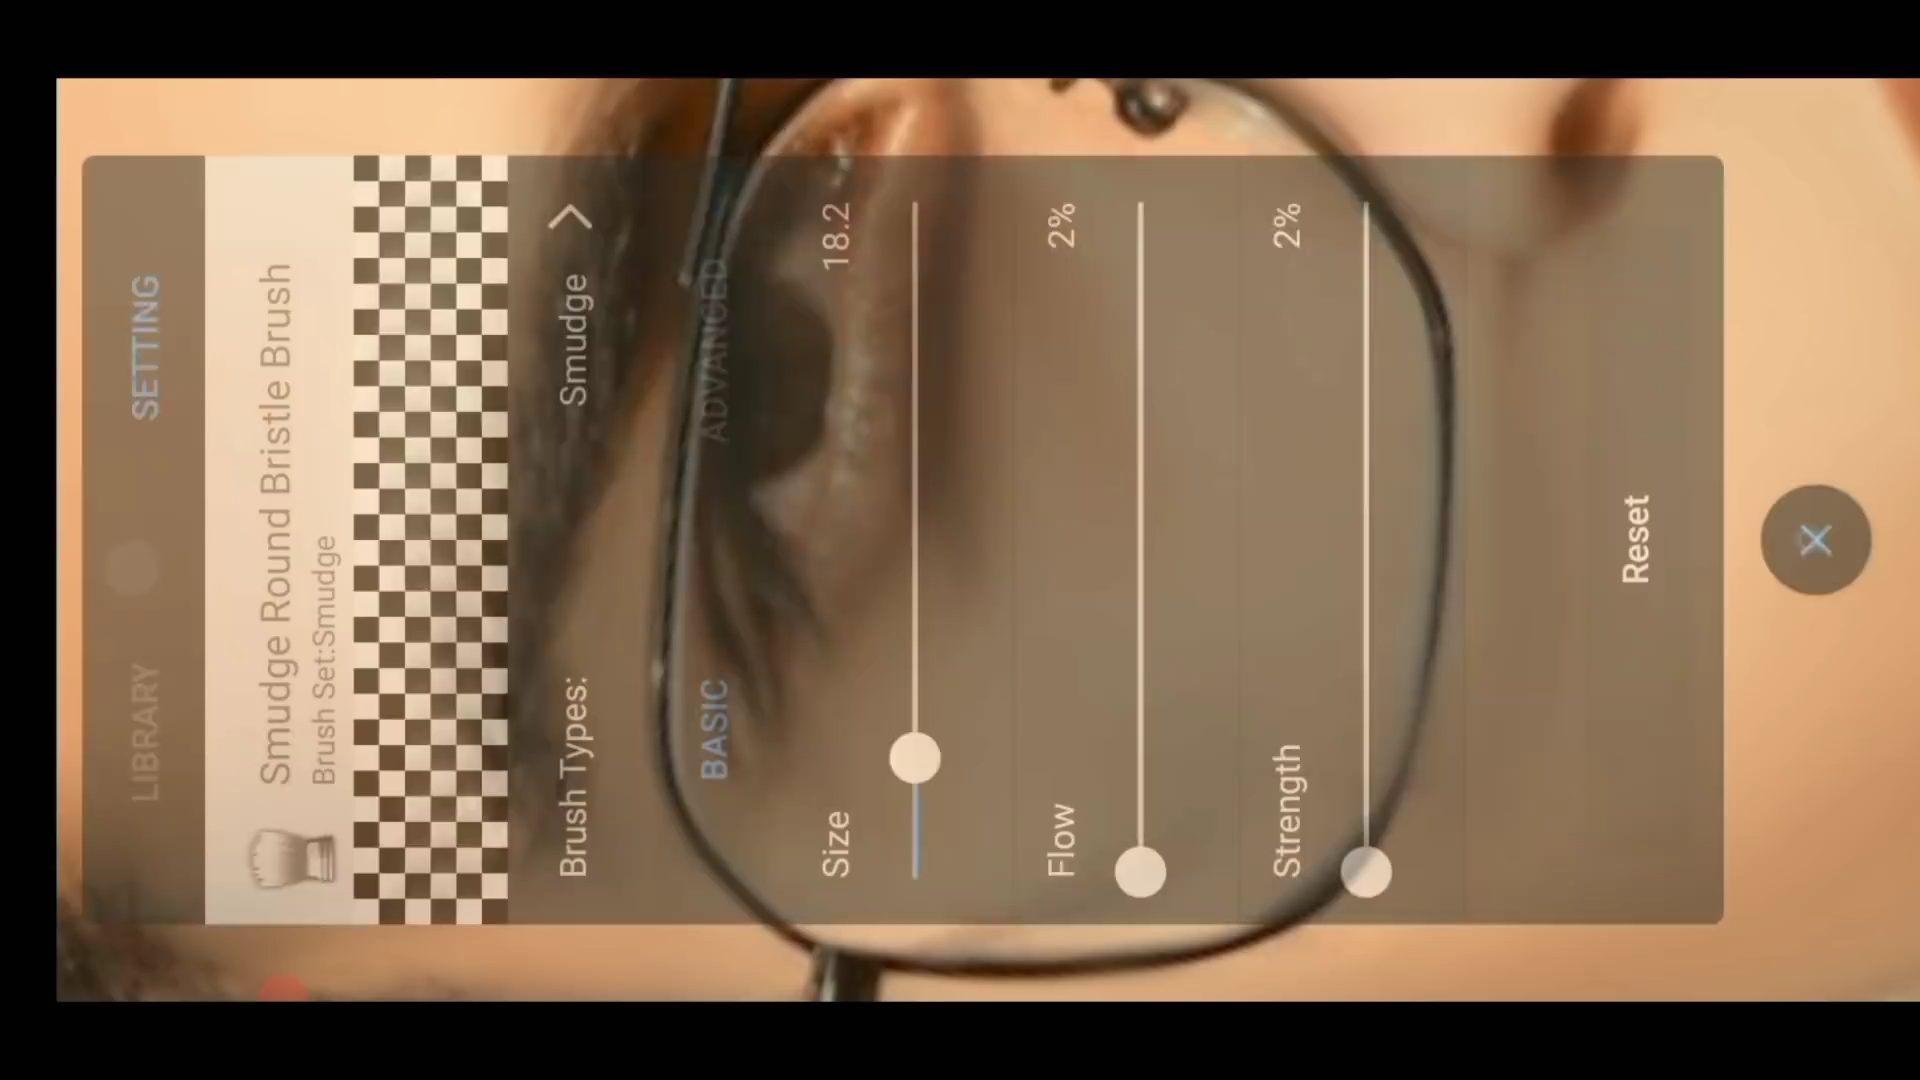 LIBRARY
SETTING
Smudge Round Bristle Brush
Brush Set:Smudge
Brush Types:
Smudge
BASIC
ADVANCED
Size
18.2
Flow
2%
Strength
2%
Reset